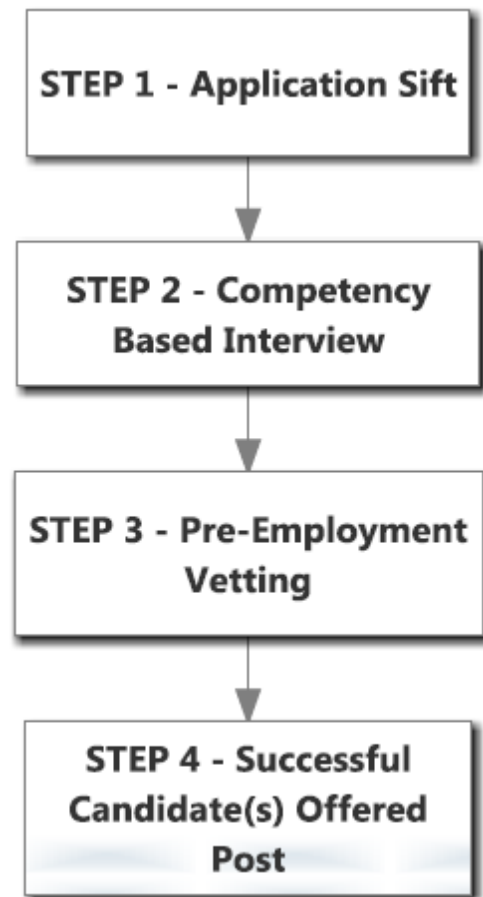 STEP 1 - Application Sift
STEP 2 - Competency
Based Interview
STEP 3 - Pre-Employment
Vetting
STEP 4 - Successful
Candidate(s) Offered
Post